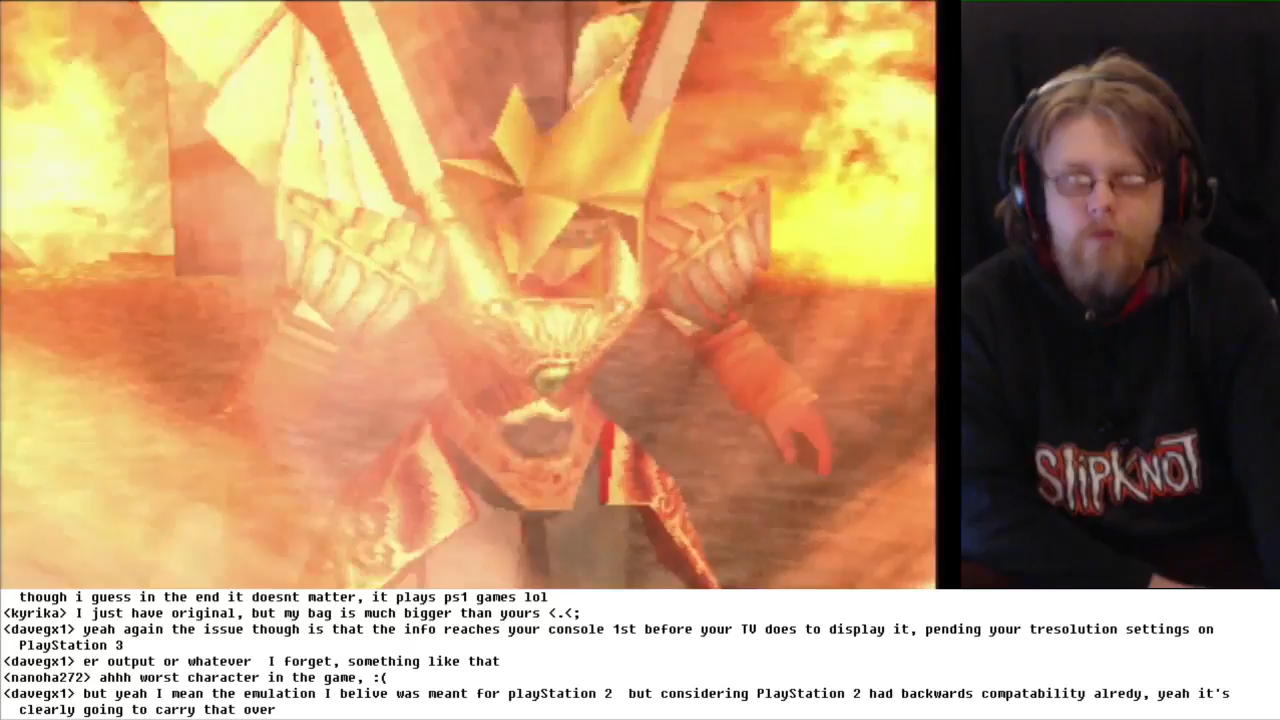 SLIPKNOT
though i guess in the end it doesnt matter, it plays ps1 games lol
<kyrika> I just have original, but my bag is much bigger than yours <.<;
<davegx1> yeah again the issue though is that the info reaches your console 1st before your TV does to display it, pending your tresolution settings on
PlayStation 3
<davegx1> er output or whatever  I forget, something like that
<nanoha272> ahhh worst character in the game, :(
<davegx1> but yeah I mean the emulation I belive was meant for playStation 2  but considering PlayStation 2 had backwards compatability alredy, yeah it's
clearly going to carry that over